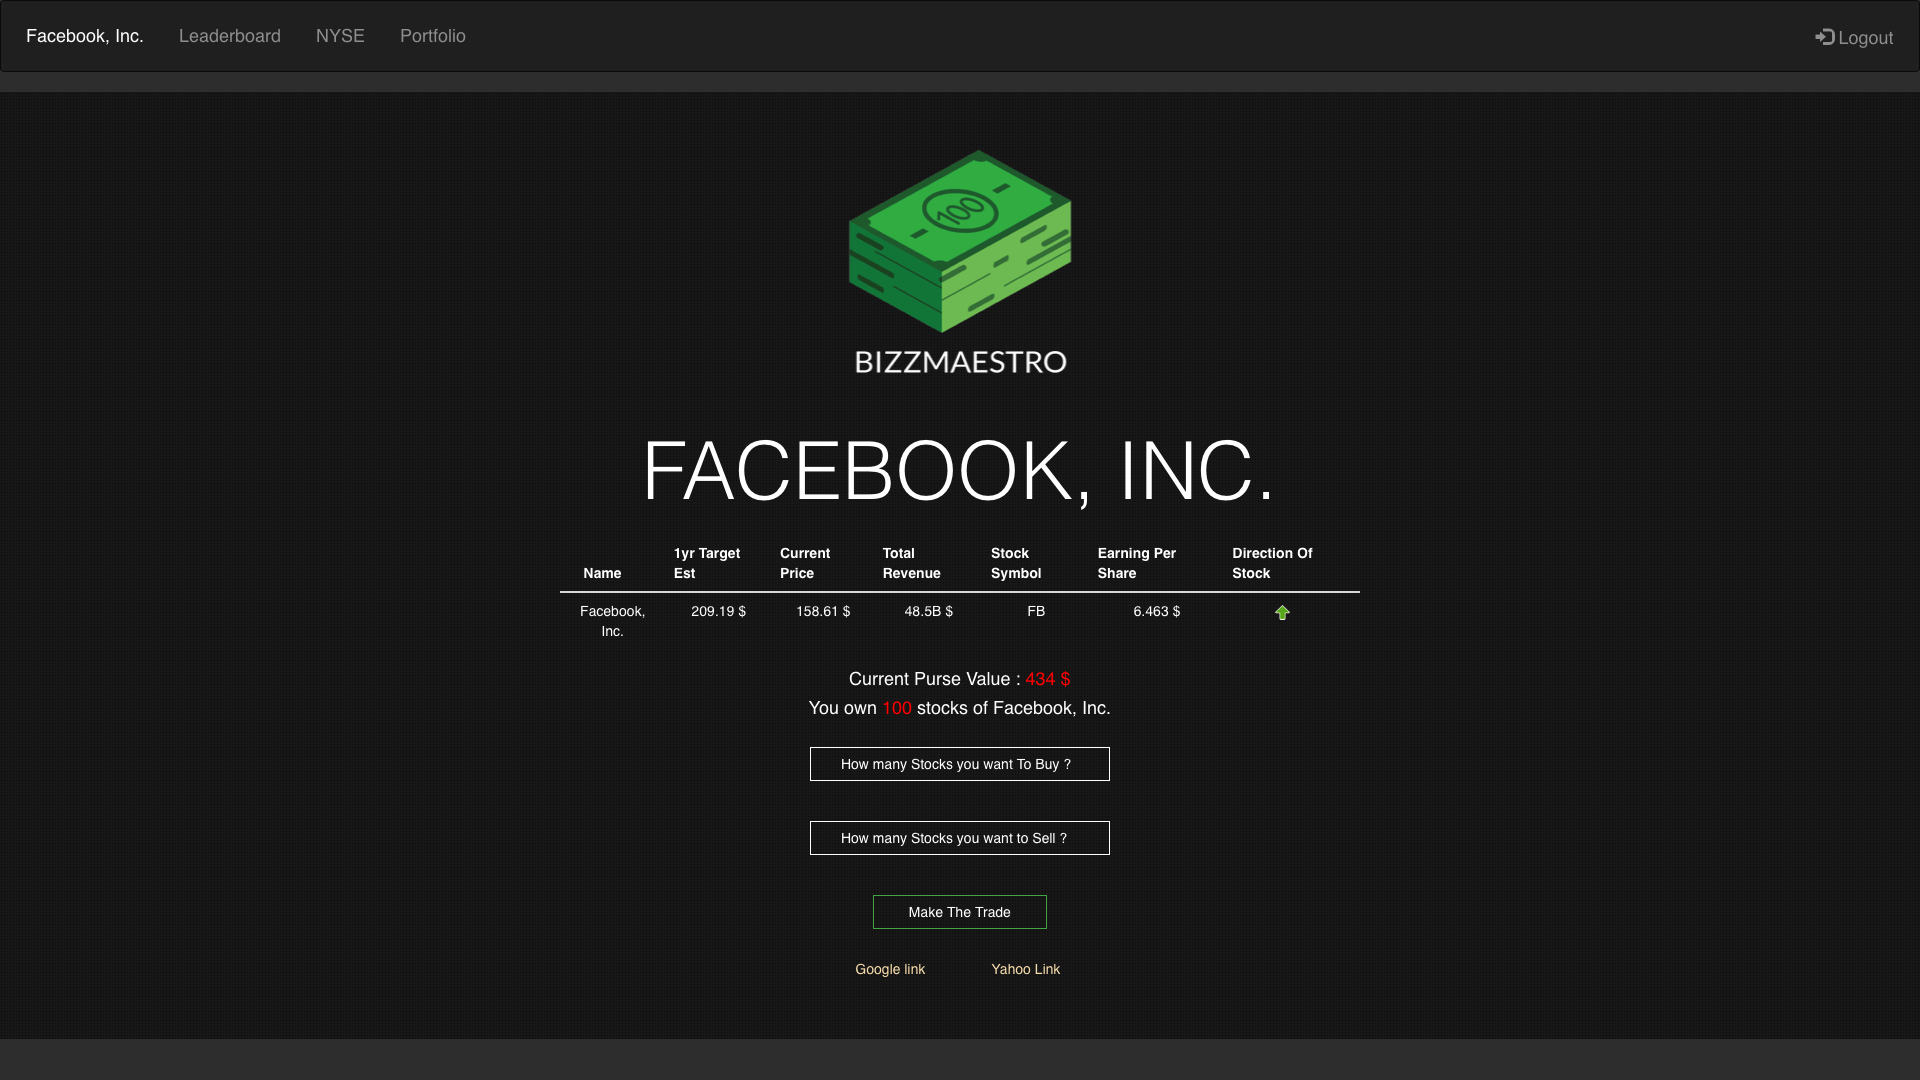 Facebook, Inc. Leaderboard NYSE Portfolio Logout
100
BIZZMAESTRO
FACEBOOK, INC.
Name 1yr Target Est Current Price Total Revenue Stock Symbol Earning Per Share Direction Of Stock
Facebook, Inc. 209.19 $ 158.61 $ 48.5B $ FB 6.463 $
Current Purse Value : 434 $
You own 100 stocks of Facebook, Inc.
How many Stocks you want To Buy ?
How many Stocks you want to Sell ?
Make The Trade
Google link Yahoo Link